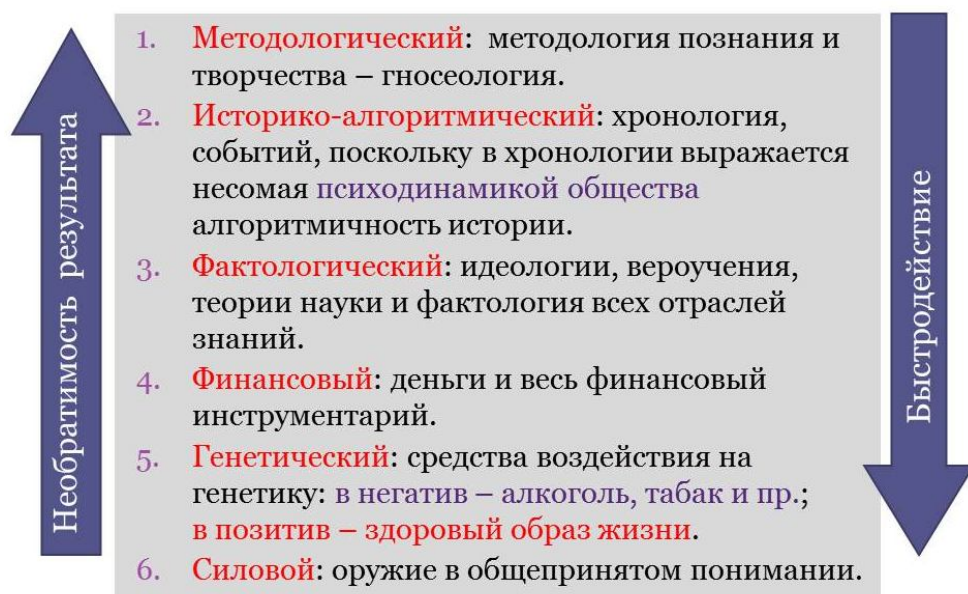 Необратимость результата
1. Методологический: методология познания и
творчества – гносеология.
2. Историко-алгоритмический: хронология,
событий, поскольку в хронологии выражается
несомая психодинамикой общества
алгоритмичность истории.
3. Фактологический: идеологии, вероучения,
теории науки и фактология всех отраслей
знаний.
4. Финансовый: деньги и весь финансовый
инструментарий.
5. Генетический: средства воздействия на
генетику: в негатив – алкоголь, табак и пр.;
в позитив – здоровый образ жизни.
6. Силовой: оружие в общепринятом понимании.
Быстродействие